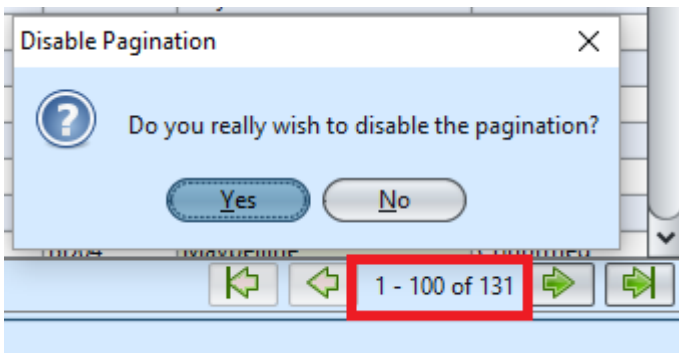 Disable Pagination
Do you really wish to disable the pagination?
Yes
No
1 - 100 of 131